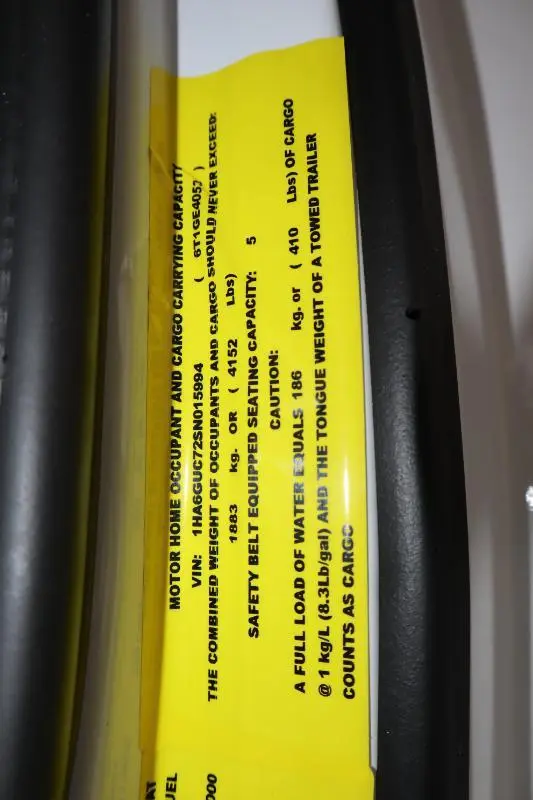 MOTOR HOME OCCUPANT AND CARGO CARRYING CAPACITY
VIN: 1HA6GUC72SN015994 ( 6T1GE4057 )
THE COMBINED WEIGHT OF OCCUPANTS AND CARGO SHOULD NEVER EXCEED:
1883 kg. OR ( 4152 Lbs)
SAFETY BELT EQUIPPED SEATING CAPACITY: 5
CAUTION:
A FULL LOAD OF WATER EQUALS 186 kg. or ( 410 Lbs) OF CARGO
@ 1 kg/L (8.3Lb/gal) AND THE TONGUE WEIGHT OF A TOWED TRAILER
COUNTS AS CARGO